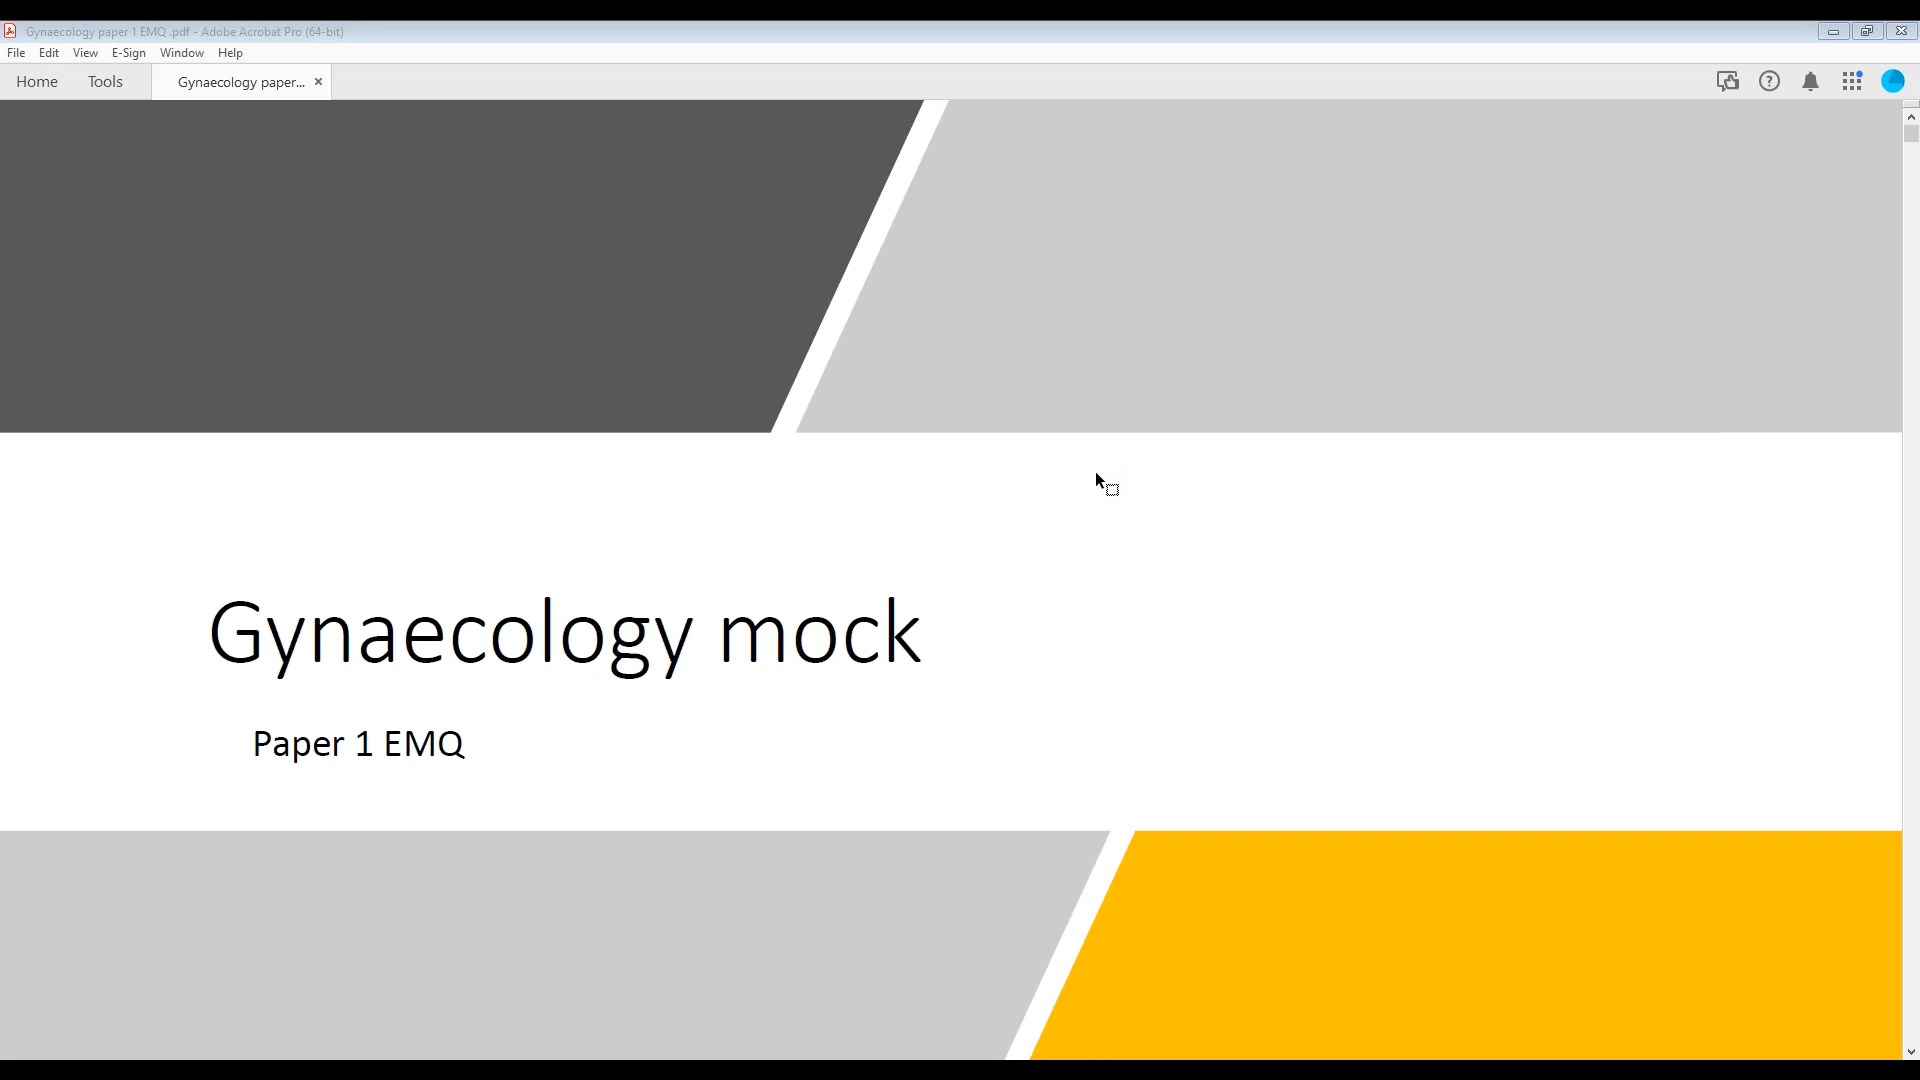 Gynaecology paper 1 EMQ .pdf - Adobe Acrobat Pro (64-bit)
File Edit View E-Sign Window Help
Home Tools Gynaecology paper...
Gynaecology mock
Paper 1 EMQ